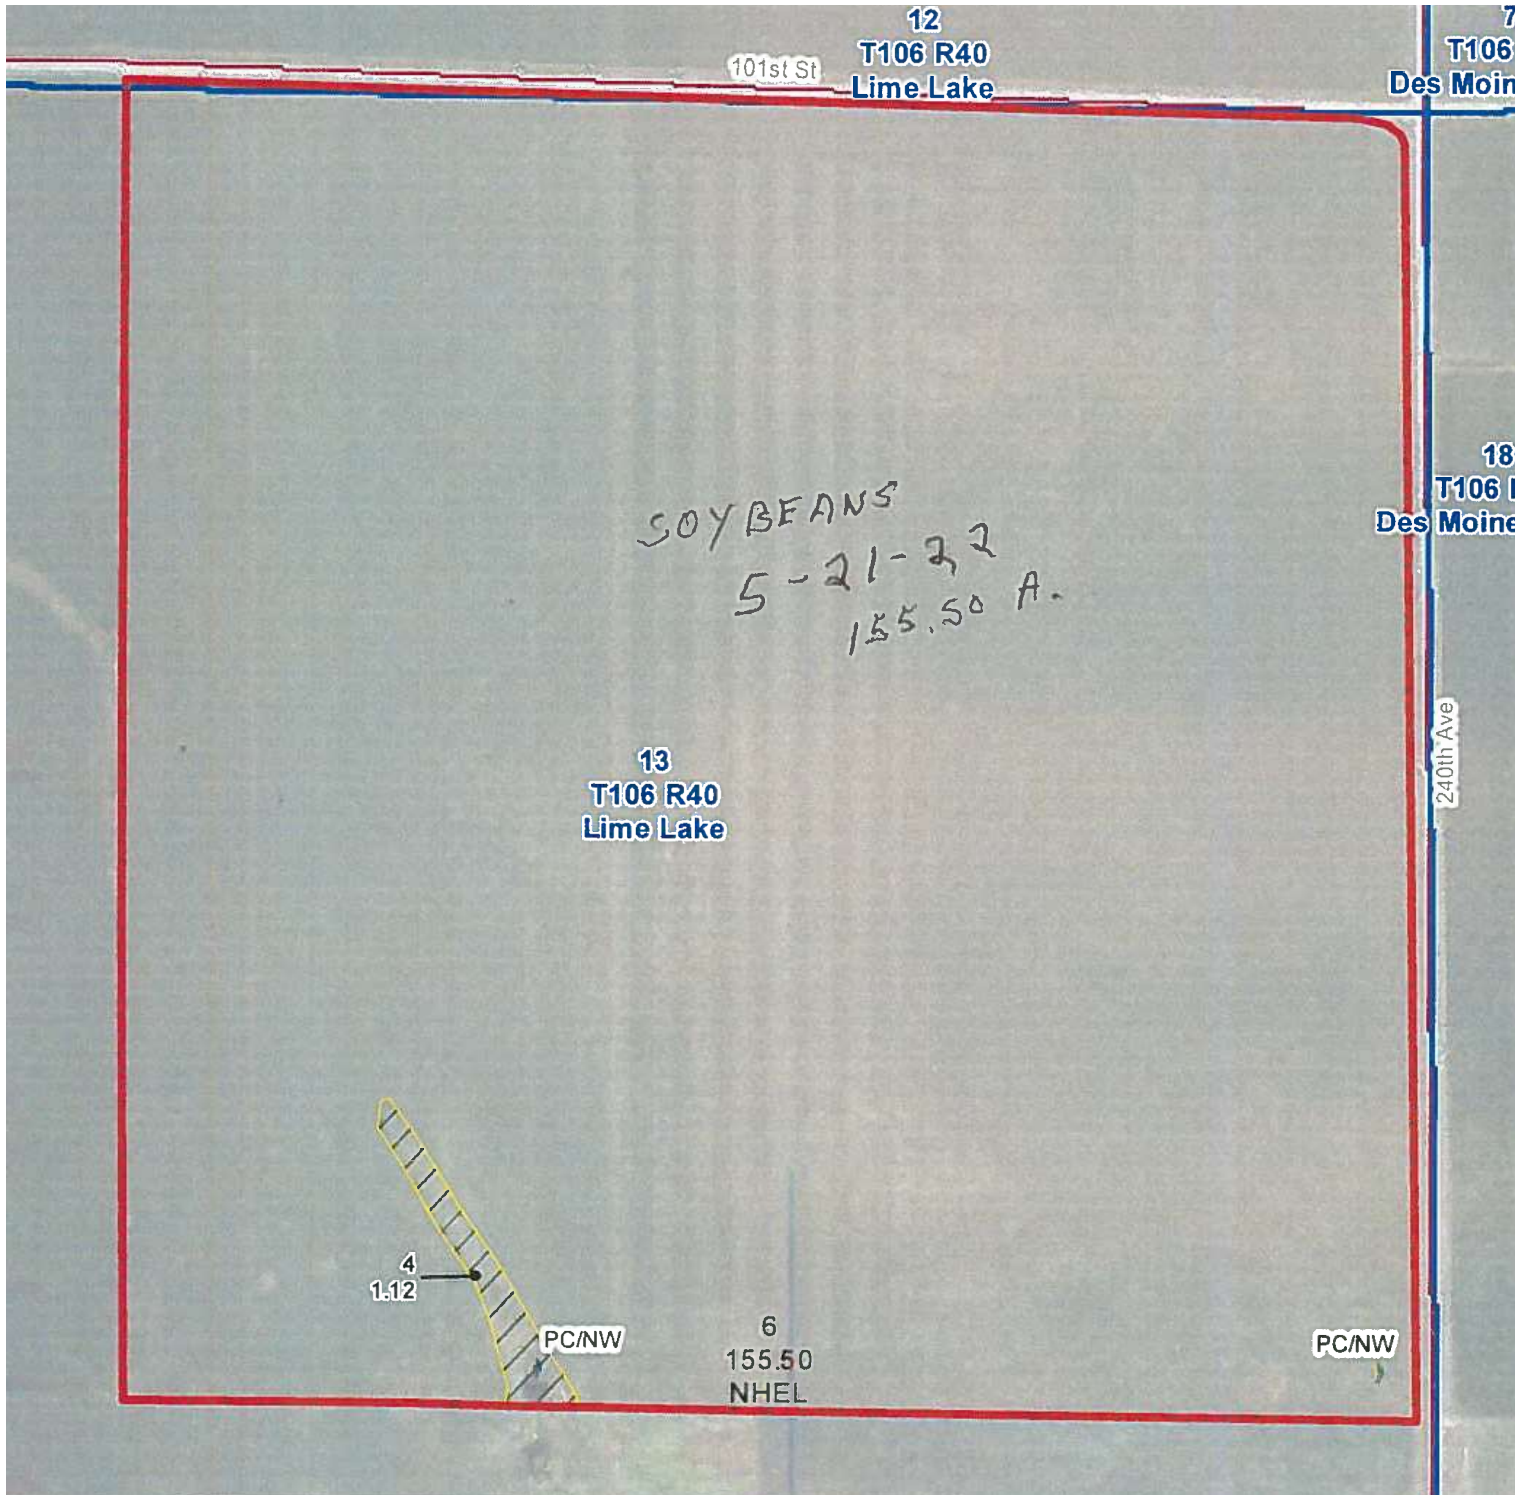 12
T106 R40
Lime Lake
7
T106
Des Moin
101st St
18
T106
Des Moine
SOYBEANS
5-21-22
155.50 A.
240th Ave
13
T106 R40
Lime Lake
4
1.12
PC/NW
6
155.50
NHEL
PC/NW